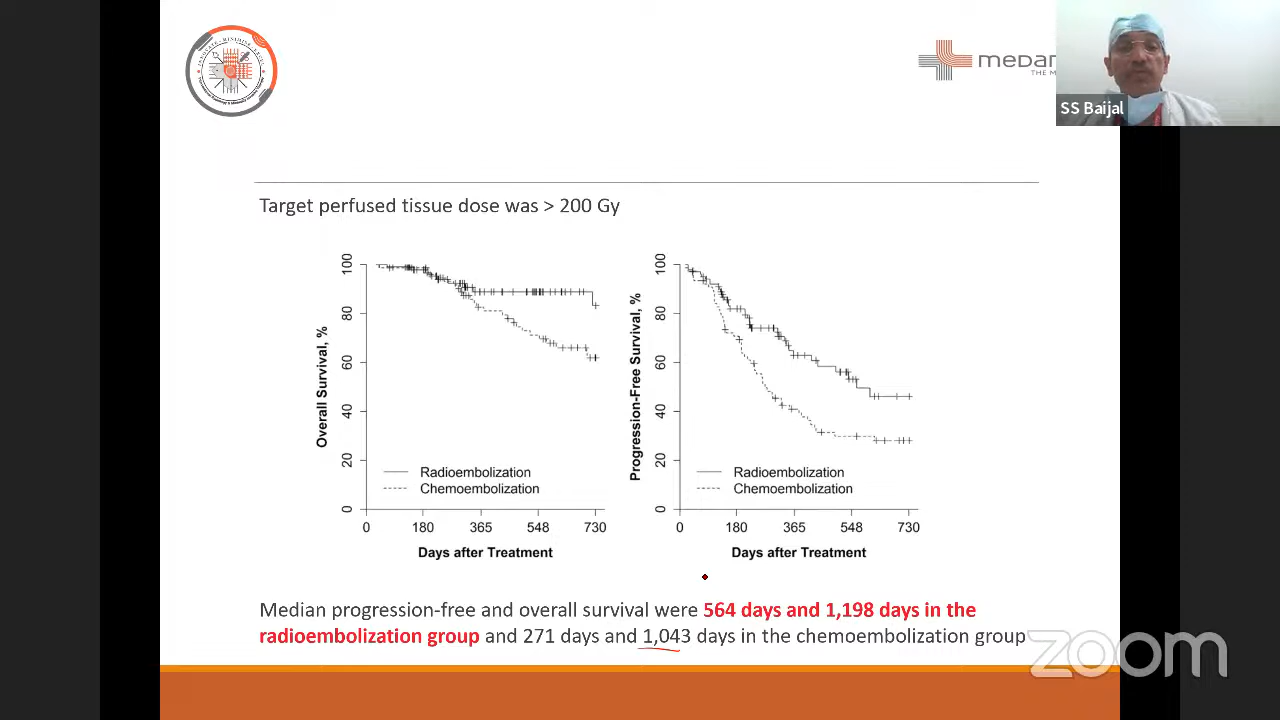 meDan
THE M
SS Baijal
Target perfused tissue dose was > 200 Gy
Overall Survival, %
100
80
60
40
20
0
Radioembolization
Chemoembolization
0 180 365 548 730
Days after Treatment
Progression-Free Survival, %
100
80
60
40
20
0
Radioembolization
Chemoembolization
0 180 365 548 730
Days after Treatment
Median progression-free and overall survival were 564 days and 1,198 days in the
radioembolization group and 271 days and 1,043 days in the chemoembolization group
zoom